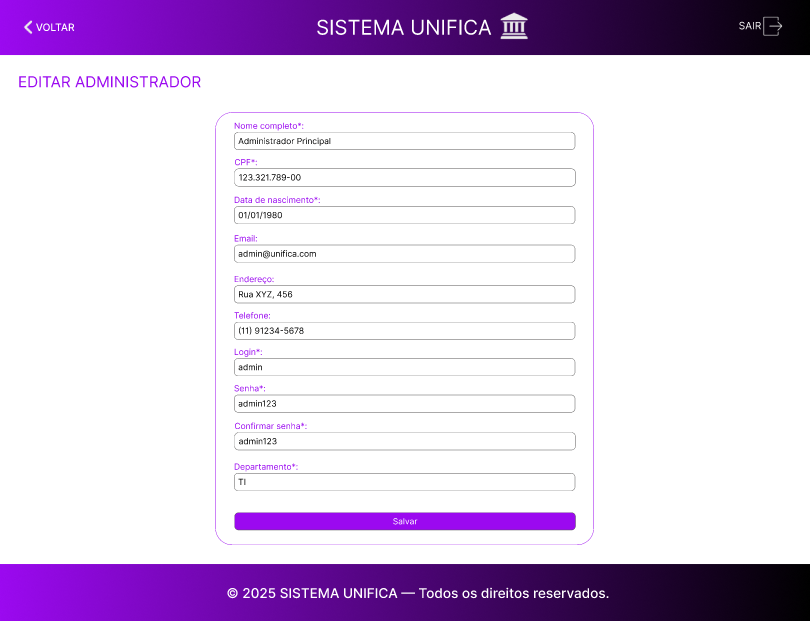 VOLTAR
SISTEMA UNIFICA
SAIR
EDITAR ADMINISTRADOR
Nome completo*:
Administrador Principal
CPF*:
123.321.789-00
Data de nascimento*:
01/01/1980
Email:
admin@unifica.com
Endereço:
Rua XYZ, 456
Telefone:
(11) 91234-5678
Login*:
admin
Senha*:
admin123
Confirmar senha*:
admin123
Departamento*:
TI
Salvar
© 2025 SISTEMA UNIFICA — Todos os direitos reservados.